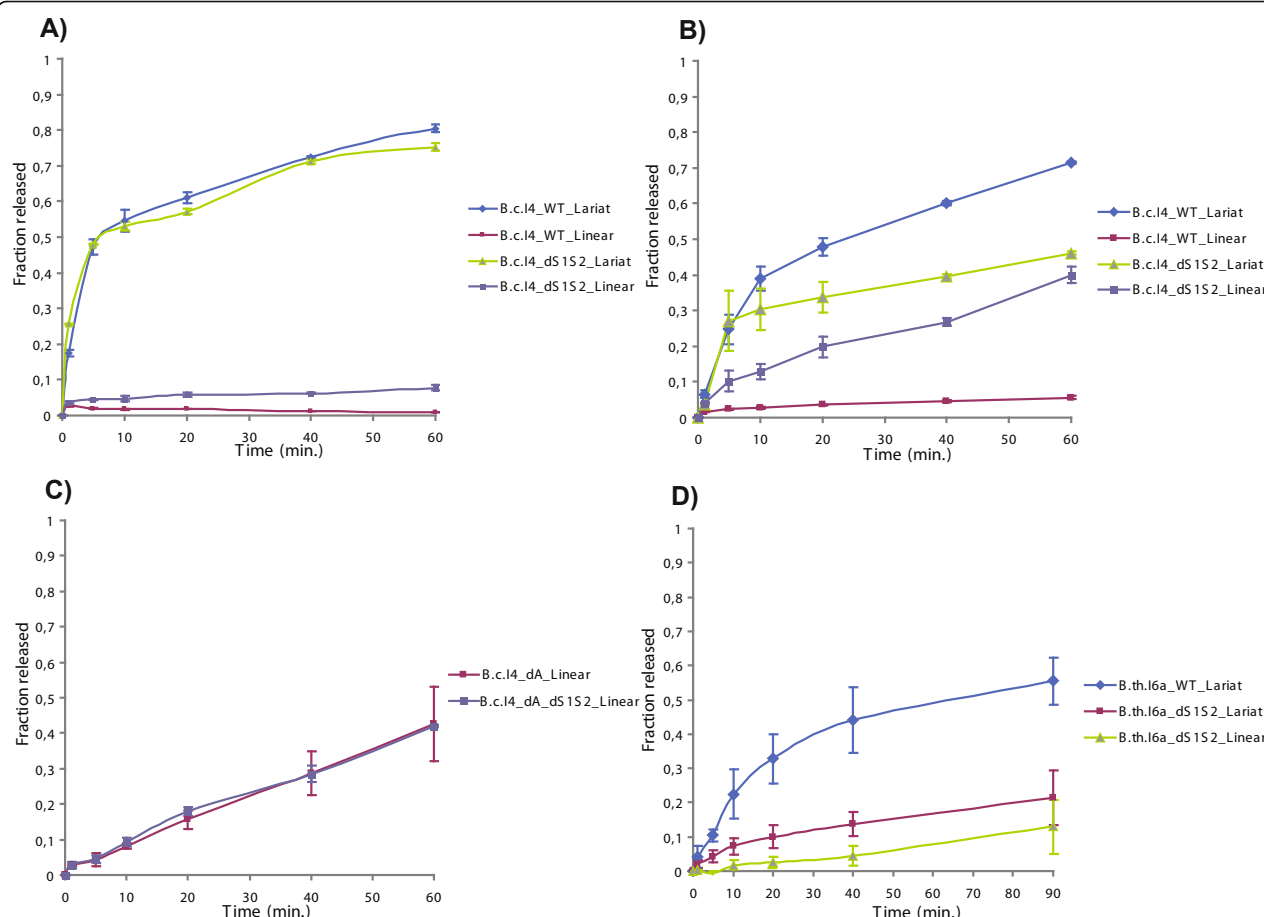 A)
Fraction released
1
0,9
0,8
0,7
0,6
0,5
0,4
0,3
0,2
0,1
0
0 10 20 30 40 50 60
Time (min.)
B.c.I4_WT_Lariat
B.c.I4_WT_Linear
B.c.I4_dS1S2_Lariat
B.c.I4_dS1S2_Linear
B)
Fraction released
1
0,9
0,8
0,7
0,6
0,5
0,4
0,3
0,2
0,1
0
0 10 20 30 40 50 60
Time (min.)
B.c.I4_WT_Lariat
B.c.I4_WT_Linear
B.c.I4_dS1S2_Lariat
B.c.I4_dS1S2_Linear
C)
Fraction released
1
0,9
0,8
0,7
0,6
0,5
0,4
0,3
0,2
0,1
0
0 10 20 30 40 50 60
Time (min.)
B.c.I4_dA_Linear
B.c.I4_dA_dS1S2_Linear
D)
Fraction released
1
0,9
0,8
0,7
0,6
0,5
0,4
0,3
0,2
0,1
0
0 10 20 30 40 50 60 70 80 90
Time (min.)
B.th.I6a_WT_Lariat
B.th.I6a_dS1S2_Lariat
B.th.I6a_dS1S2_Linear